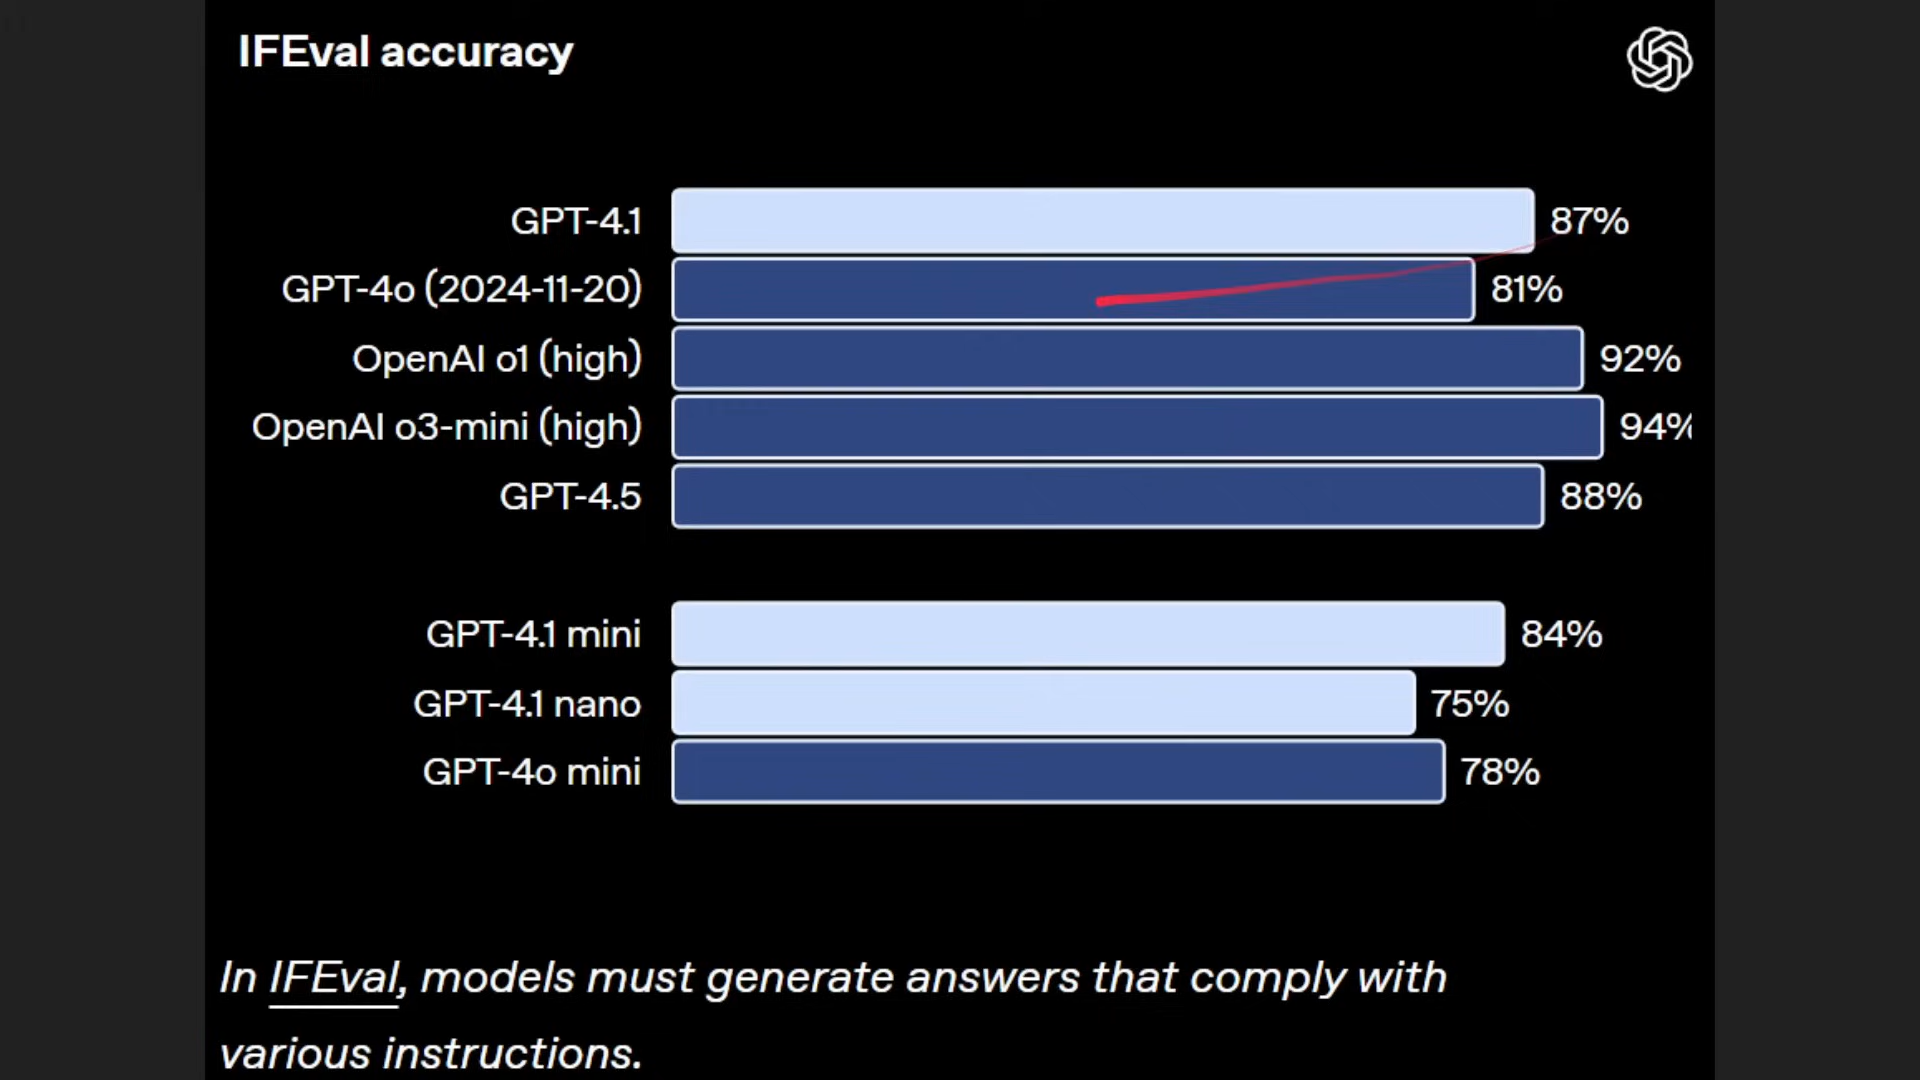 IFEval accuracy
GPT-4.1 87%
GPT-4o (2024-11-20) 81%
OpenAI o1 (high) 92%
OpenAI o3-mini (high) 94%
GPT-4.5 88%
GPT-4.1 mini 84%
GPT-4.1 nano 75%
GPT-4o mini 78%
In IFEval, models must generate answers that comply with
various instructions.